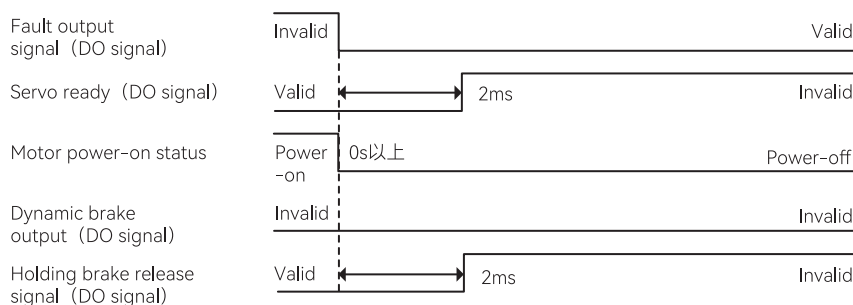 Fault output
signal（DO signal）
Invalid
Valid
Servo ready（DO signal）
Valid
2ms
Invalid
Motor power-on status
Power
-on
0s以上
Power-off
Dynamic brake
output（DO signal）
Invalid
Invalid
Holding brake release
signal（DO signal）
Valid
2ms
Invalid